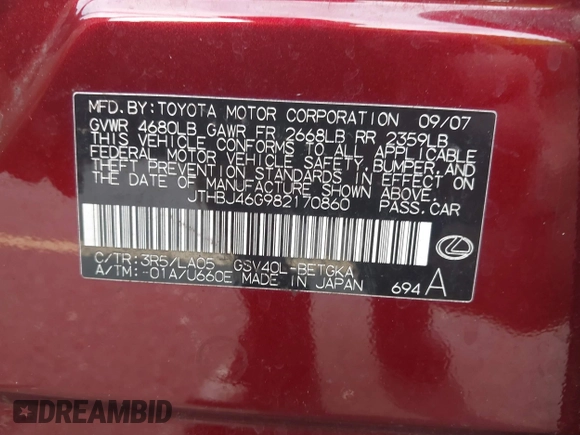 MFD. BY: TOYOTA MOTOR CORPORATION 09/07
GVWR 4680LB GAWR FR 2668LB RR 2359LB
THIS VEHICLE CONFORMS TO ALL APPLICABLE
FEDERAL MOTOR VEHICLE SAFETY, BUMPER, AND
THEFT PREVENTION STANDARDS IN EFFECT ON
THE DATE OF MANUFACTURE SHOWN ABOVE.
JTHBJ46G982170860 PASS. CAR
C/TR: 3R5/LA05 GSV40L-BETGKA
A/TM: -01A/U660E MADE IN JAPAN
694 A
DREAMBID